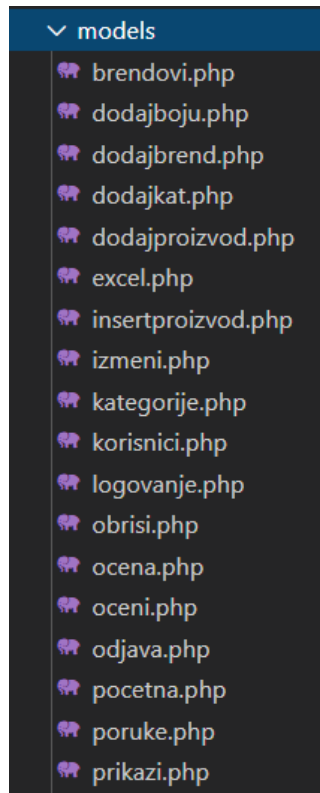 models
brendovi.php
dodajboju.php
dodajbrend.php
dodajkat.php
dodajproizvod.php
excel.php
insertproizvod.php
izmeni.php
kategorije.php
korisnici.php
logovanje.php
obrisi.php
ocena.php
oceni.php
odjava.php
pocetna.php
poruke.php
prikazi.php